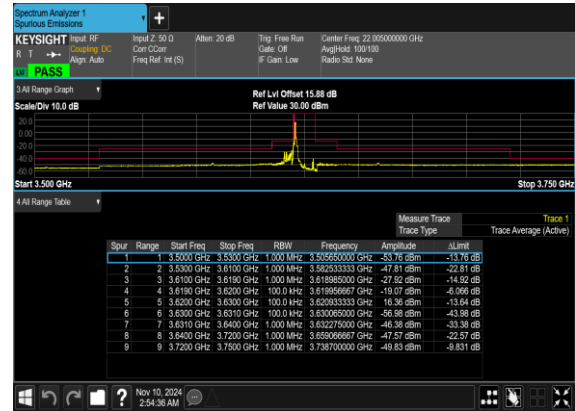 Spectrum Analyzer 1
Spurious Emissions
KEYSIGHT
R T
LW PASS
Input: RF
Coupling: DC
Align: Auto
Input Z: 50 Ω
Corr CCorr
Freq Ref: Int (S)
Atten: 20 dB
Trig: Free Run
Gate: Off
IF Gain: Low
Center Freq: 22.005000000 GHz
Avg|Hold: 100/100
Radio Std: None
3 All Range Graph
Scale/Div 10.0 dB
Ref Lvl Offset 15.88 dB
Ref Value 30.00 dBm
20.0
0.00
-20.0
-40.0
-60.0
Start 3.500 GHz
Stop 3.750 GHz
4 All Range Table
Measure Trace Trace 1
Trace Type Trace Average (Active)
Spur Range Start Freq Stop Freq RBW Frequency Amplitude ΔLimit
1 1 3.5000 GHz 3.5300 GHz 1.000 MHz 3.505650000 GHz -53.76 dBm -13.76 dB
2 2 3.5300 GHz 3.6100 GHz 1.000 MHz 3.582533333 GHz -47.81 dBm -22.81 dB
3 3 3.6100 GHz 3.6190 GHz 1.000 MHz 3.618985000 GHz -27.92 dBm -14.92 dB
4 4 3.6190 GHz 3.6200 GHz 100.0 kHz 3.619956667 GHz -19.07 dBm -6.066 dB
5 5 3.6200 GHz 3.6300 GHz 100.0 kHz 3.620933333 GHz 16.36 dBm -13.64 dB
6 6 3.6300 GHz 3.6310 GHz 100.0 kHz 3.630065000 GHz -56.98 dBm -43.98 dB
7 7 3.6310 GHz 3.6400 GHz 1.000 MHz 3.632275000 GHz -46.38 dBm -33.38 dB
8 8 3.6400 GHz 3.7200 GHz 1.000 MHz 3.659066667 GHz -47.57 dBm -22.57 dB
9 9 3.7200 GHz 3.7500 GHz 1.000 MHz 3.738700000 GHz -49.83 dBm -9.831 dB
Nov 10, 2024
2:54:36 AM